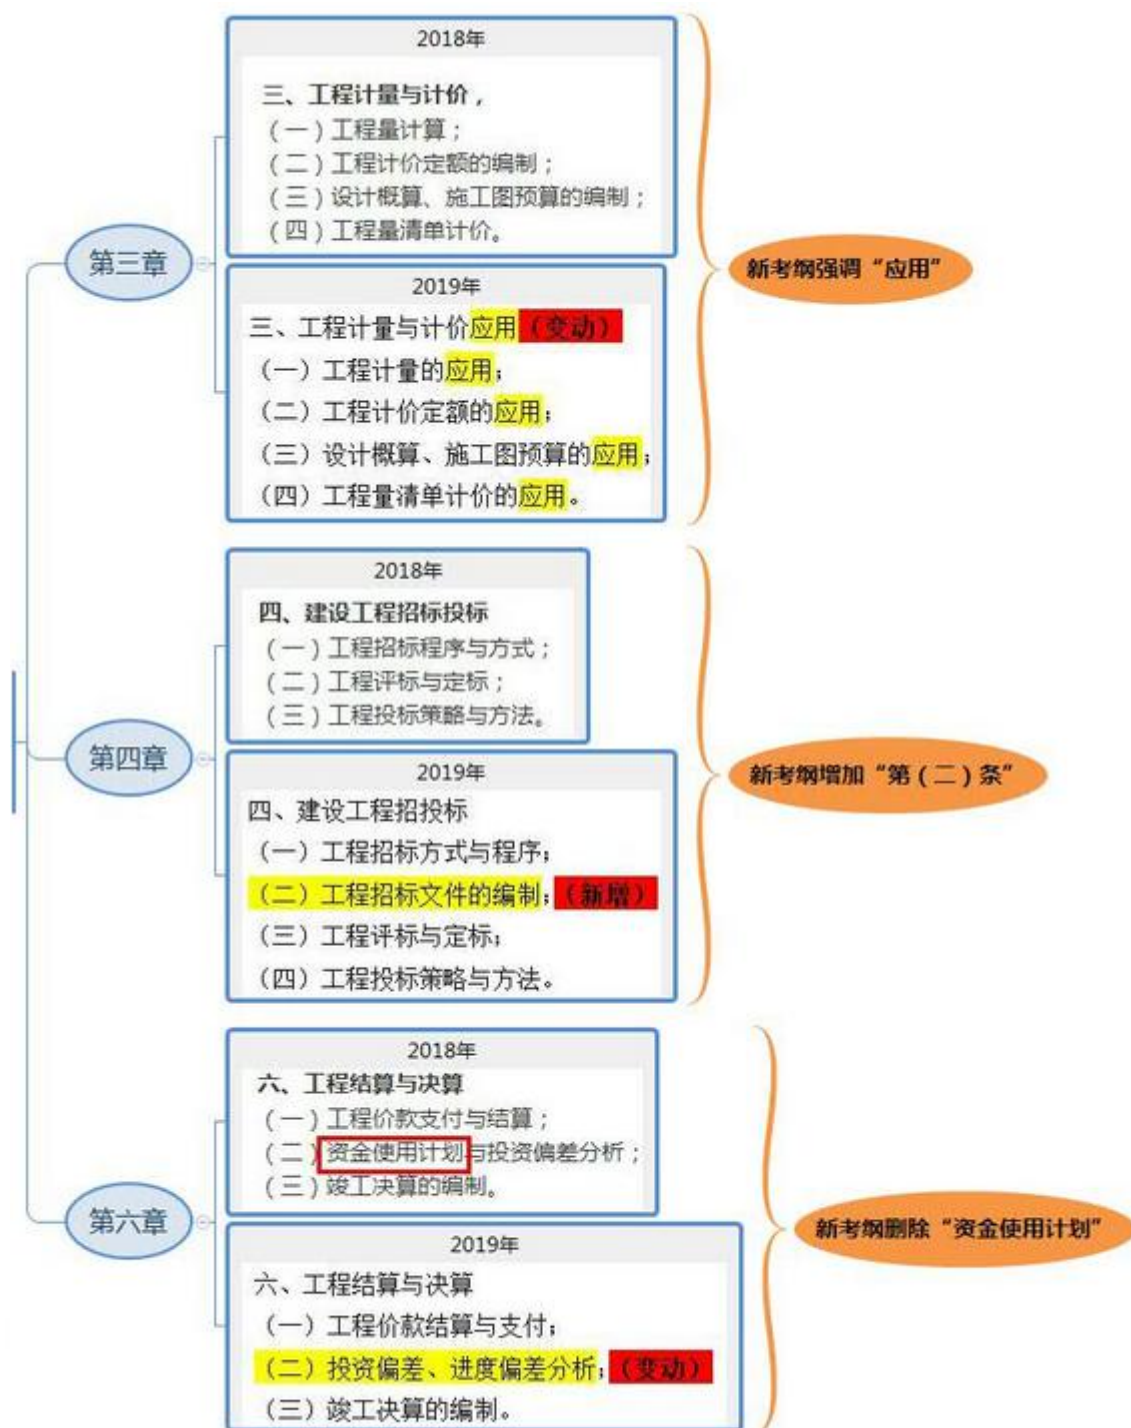 2018年
三、工程计量与计价，
（一）工程量计算；
（二）工程计价定额的编制；
（三）设计概算、施工图预算的编制；
（四）工程量清单计价。
第三章
新考纲强调“应用”
2019年
三、工程计量与计价应用（变动）
（一）工程计量的应用；
（二）工程计价定额的应用；
（三）设计概算、施工图预算的应用；
（四）工程量清单计价的应用。
2018年
四、建设工程招标投标
（一）工程招标程序与方式；
（二）工程评标与定标；
（三）工程投标策略与方法。
第四章
新考纲增加“第（二）条”
2019年
四、建设工程招投标
（一）工程招标方式与程序；
（二）工程招标文件的编制；（新增）
（三）工程评标与定标；
（四）工程投标策略与方法。
2018年
六、工程结算与决算
（一）工程价款支付与结算；
（二）资金使用计划与投资偏差分析；
（三）竣工决算的编制。
第六章
新考纲删除“资金使用计划”
2019年
六、工程结算与决算
（一）工程价款结算与支付；
（二）投资偏差、进度偏差分析；（变动）
（三）竣工决算的编制。